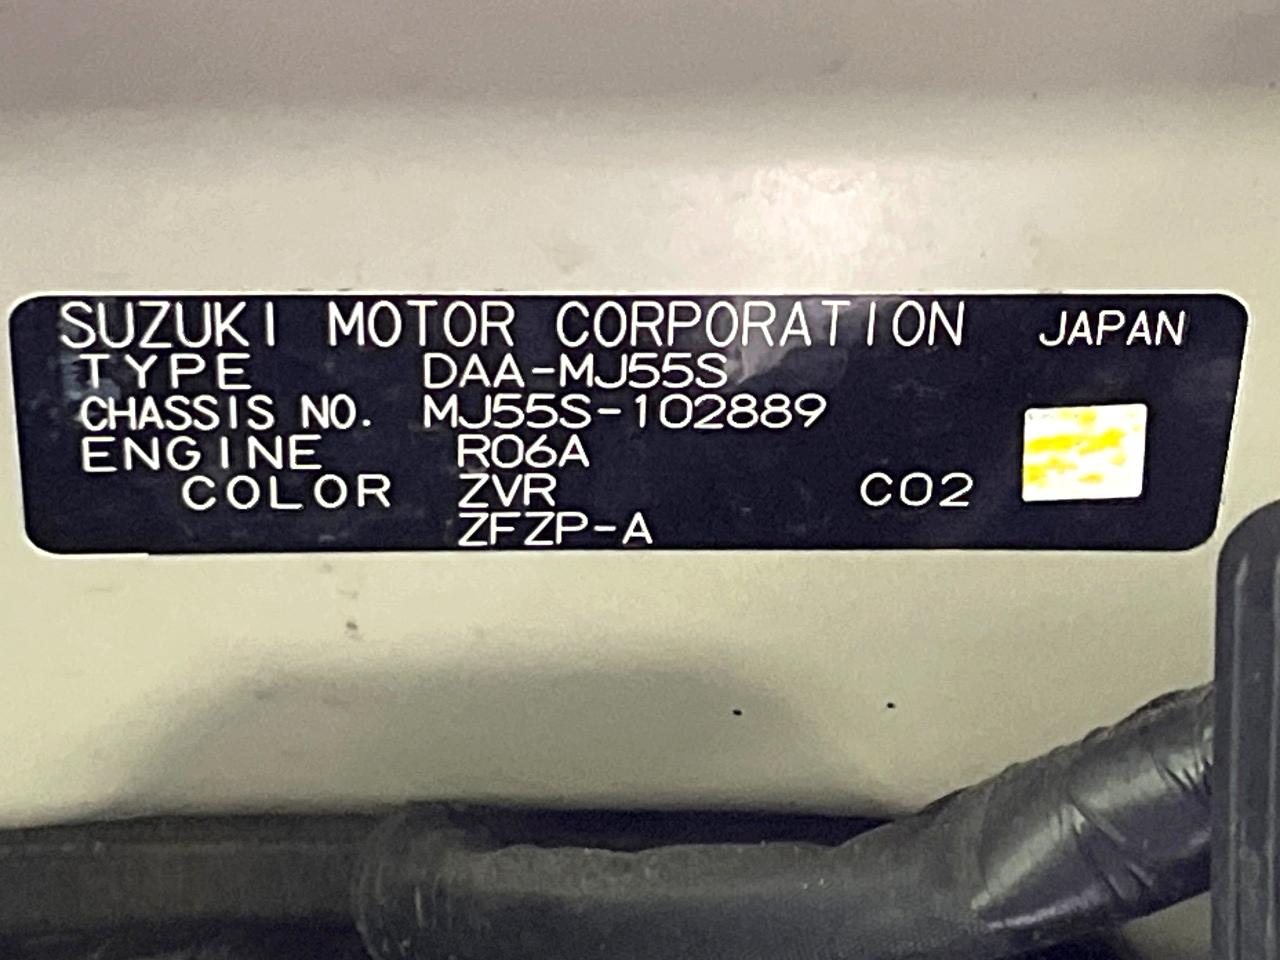 SUZUKI MOTOR CORPORATION JAPAN
TYPE DAA-MJ55S
CHASSIS NO. MJ55S-102889
ENGINE R06A
COLOR ZVR C02
ZFZP-A